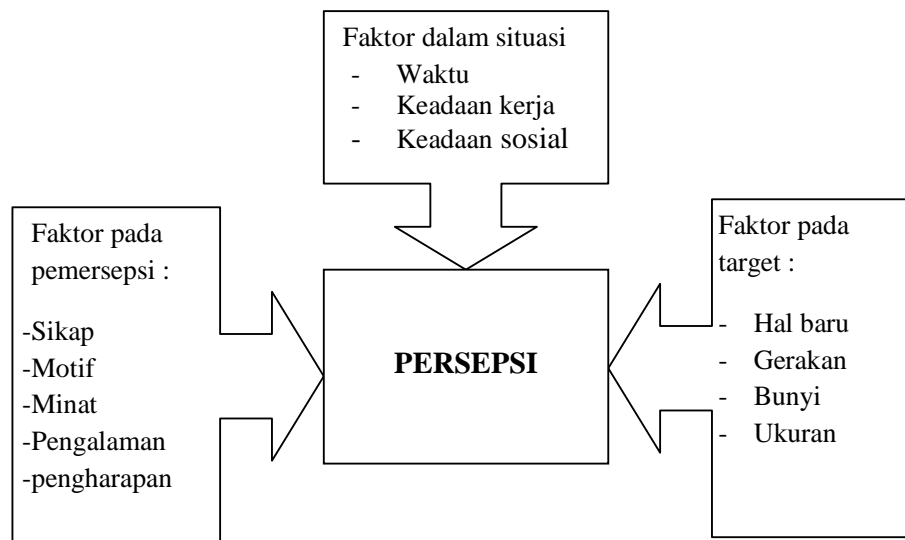 Faktor dalam situasi
- Waktu
- Keadaan kerja
- Keadaan sosial
Faktor pada
pemersepsi :
-Sikap
-Motif
-Minat
-Pengalaman
-pengharapan
PERSEPSI
Faktor pada
target :
- Hal baru
- Gerakan
- Bunyi
- Ukuran